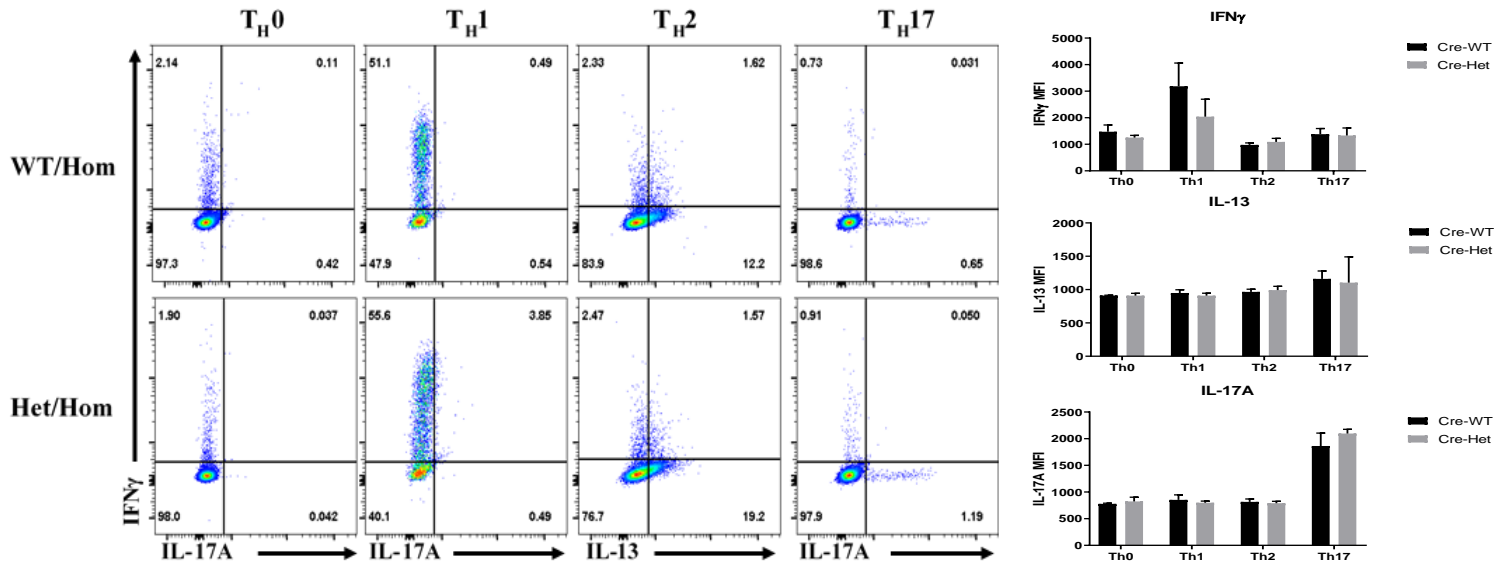 T_H0 T_H1 T_H2 T_H17
WT/Hom
2.14 0.11
97.3 0.42
51.1 0.49
47.9 0.54
2.33 1.62
83.9 12.2
0.73 0.031
98.6 0.65
Het/Hom
1.90 0.037
98.0 0.042
55.6 3.85
40.1 0.49
2.47 1.57
76.7 19.2
0.91 0.050
97.9 1.19
IFNγ
IL-17A IL-17A IL-13 IL-17A
IFNγ
IFNγ MFI
5000
4000
3000
2000
1000
0
Th0 Th1 Th2 Th17
Cre-WT
Cre-Het
IL-13
IL-13 MFI
2000
1500
1000
500
0
Th0 Th1 Th2 Th17
Cre-WT
Cre-Het
IL-17A
IL-17A MFI
2500
2000
1500
1000
500
0
Th0 Th1 Th2 Th17
Cre-WT
Cre-Het